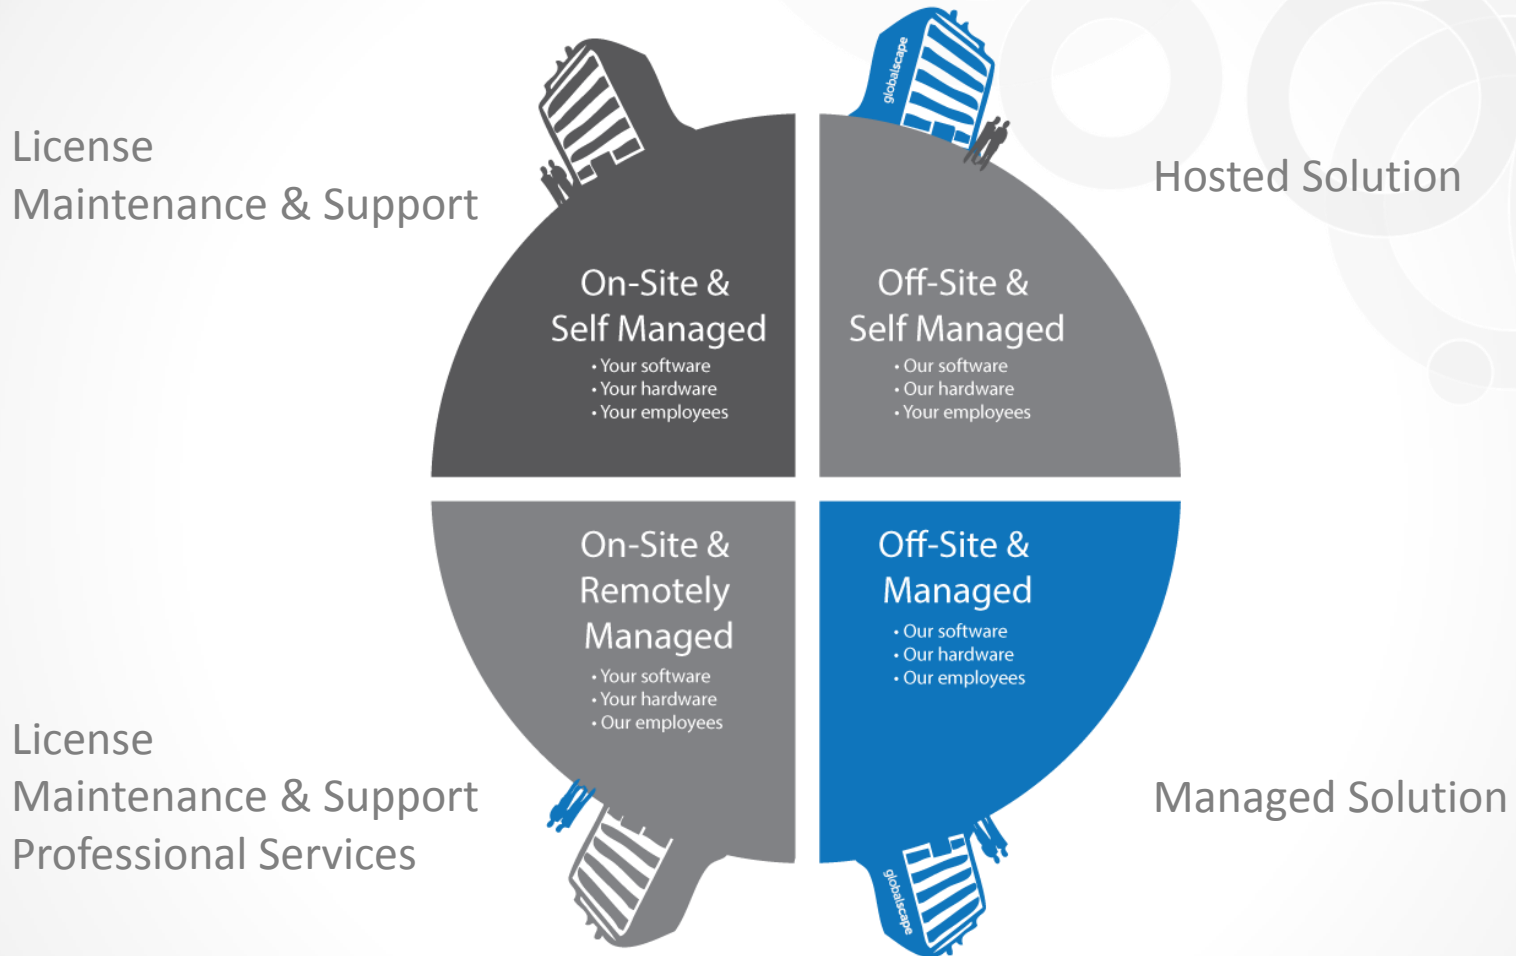 License
Maintenance & Support
globalscape
Hosted Solution
On-Site &
Self Managed
• Your software
• Your hardware
• Your employees
Off-Site &
Self Managed
• Our software
• Our hardware
• Your employees
On-Site &
Remotely
Managed
• Your software
• Your hardware
• Our employees
Off-Site &
Managed
• Our software
• Our hardware
• Our employees
License
Maintenance & Support
Professional Services
Managed Solution
globalscape